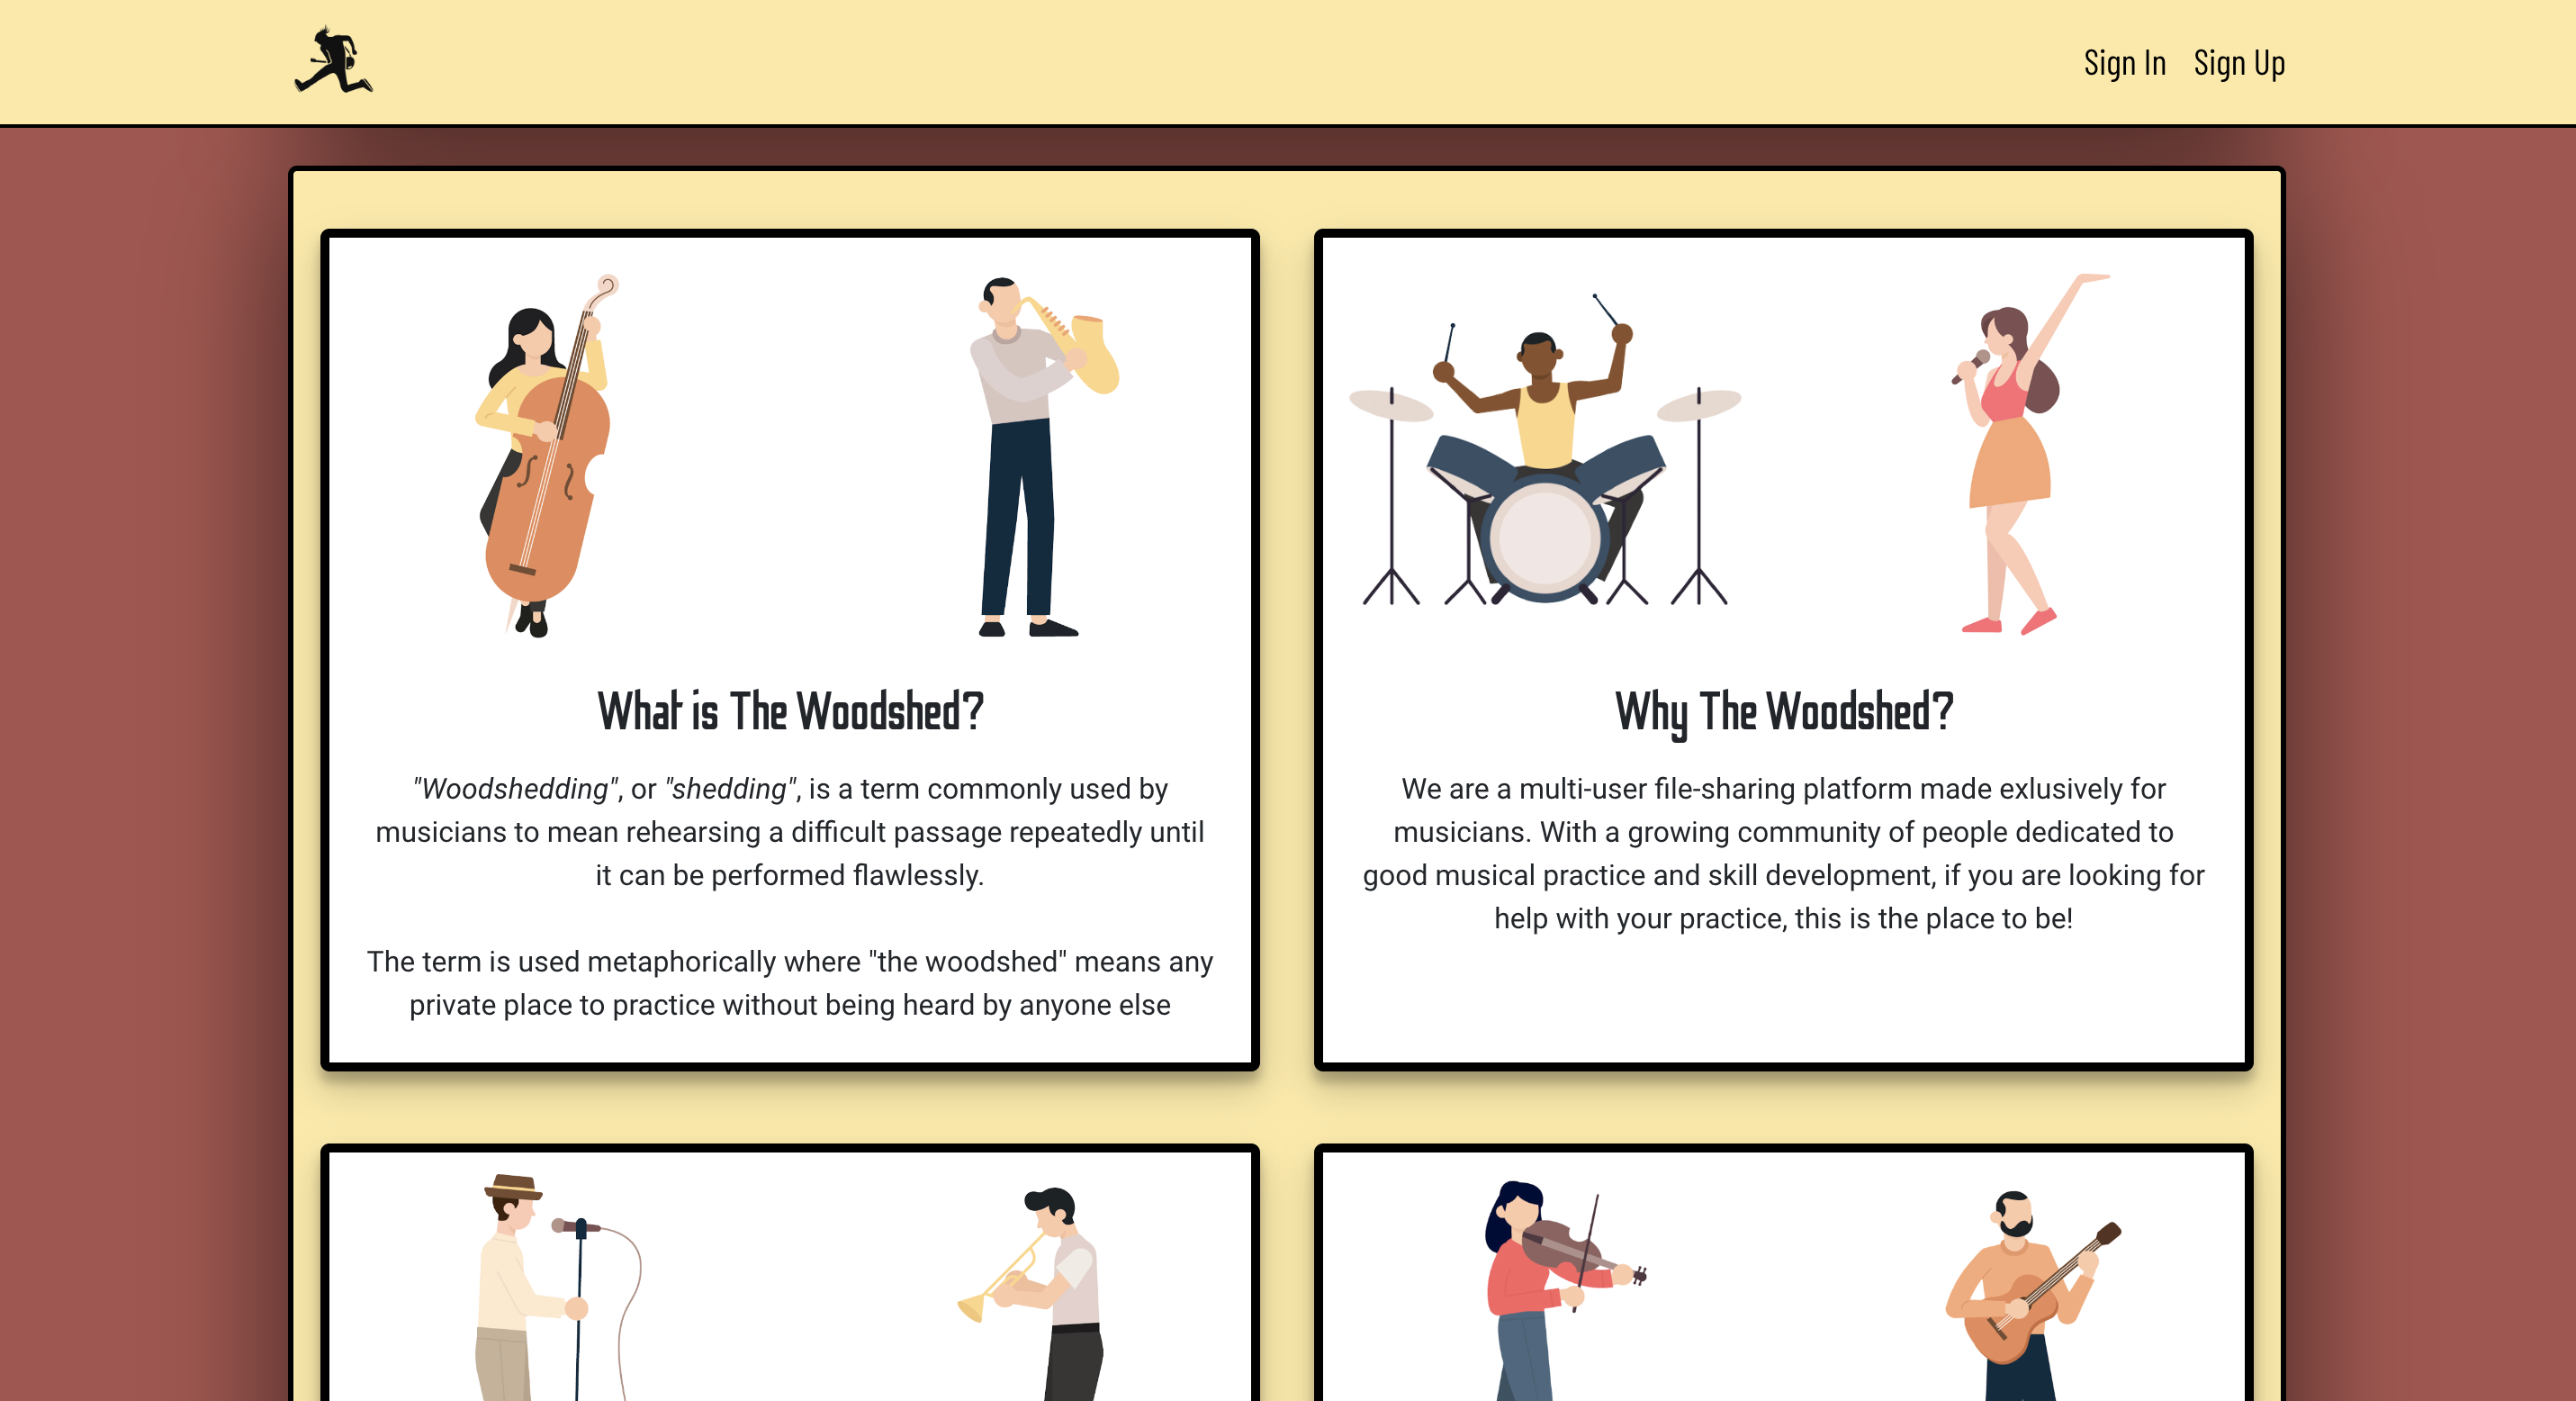 Sign In Sign Up
What is The Woodshed?
"Woodshedding", or "shedding", is a term commonly used by
musicians to mean rehearsing a difficult passage repeatedly until
it can be performed flawlessly.
The term is used metaphorically where "the woodshed" means any
private place to practice without being heard by anyone else
Why The Woodshed?
We are a multi-user file-sharing platform made exlusively for
musicians. With a growing community of people dedicated to
good musical practice and skill development, if you are looking for
help with your practice, this is the place to be!